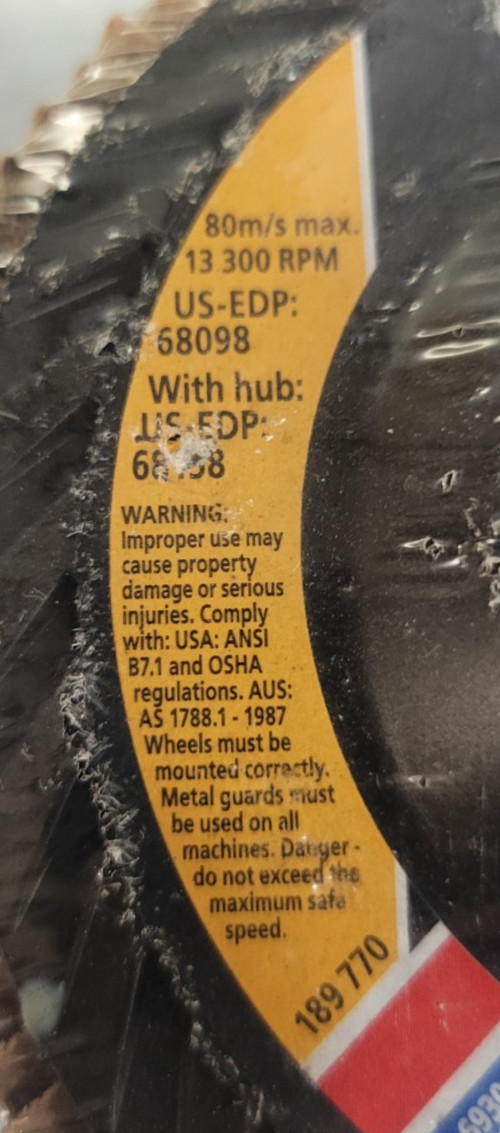 80m/s max.
13 300 RPM
US-EDP:
68098
With hub:
US-EDP:
WARNING:
Improper use may
cause property
damage or serious
injuries. Comply
with: USA: ANSI
B7.1 and OSHA
regulations. AUS:
AS 1788.1 - 1987
Wheels must be
mounted correctly.
Metal guards must
be used on all
machines. Danger -
do not exceed the
maximum safe
speed.
189 770